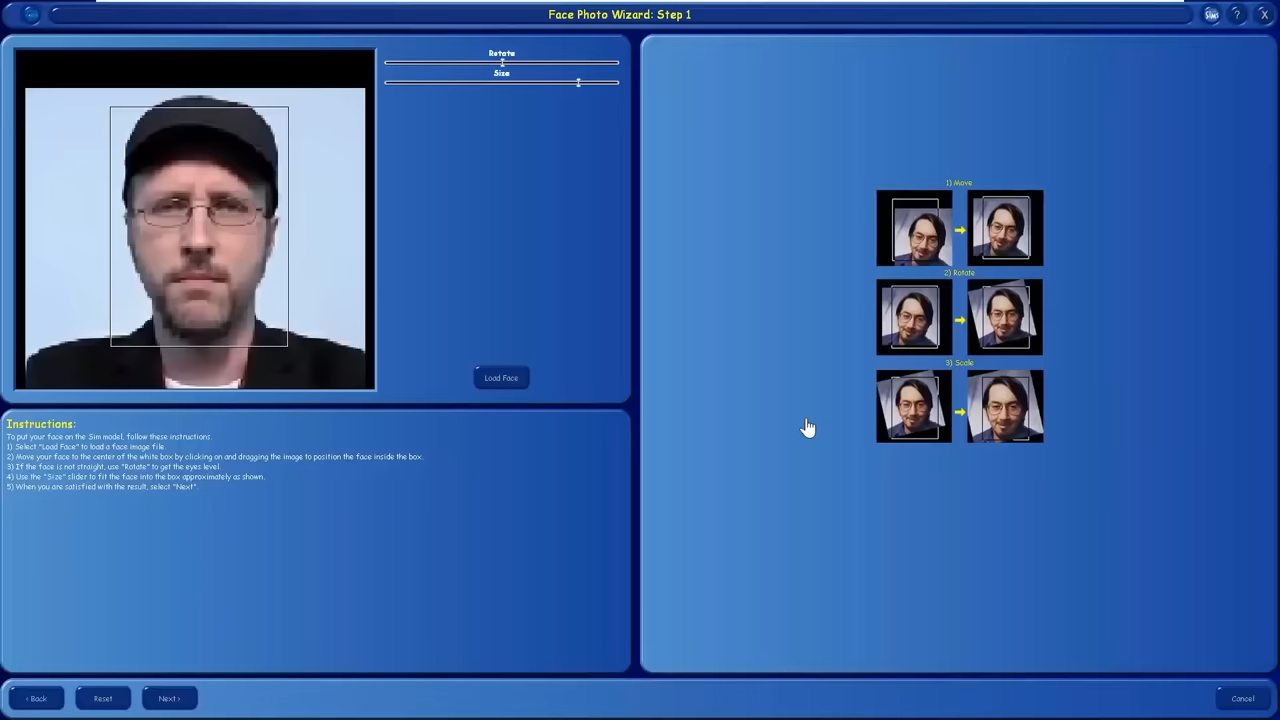 Face Photo Wizard: Step 1
SIMS
?
X
Rotate
Size
Load Face
1) Move
2) Rotate
3) Scale
Instructions:
To put your face on the Sim model, follow these instructions.
1) Select "Load Face" to load a face image file.
2) Move your face to the center of the white box by clicking on and dragging the image to position the face inside the box.
3) If the face is not straight, use "Rotate" to get the eyes level.
4) Use the "Size" slider to fit the face into the box approximately as shown.
5) When you are satisfied with the result, select "Next".
‹ Back
Reset
Next ›
Cancel